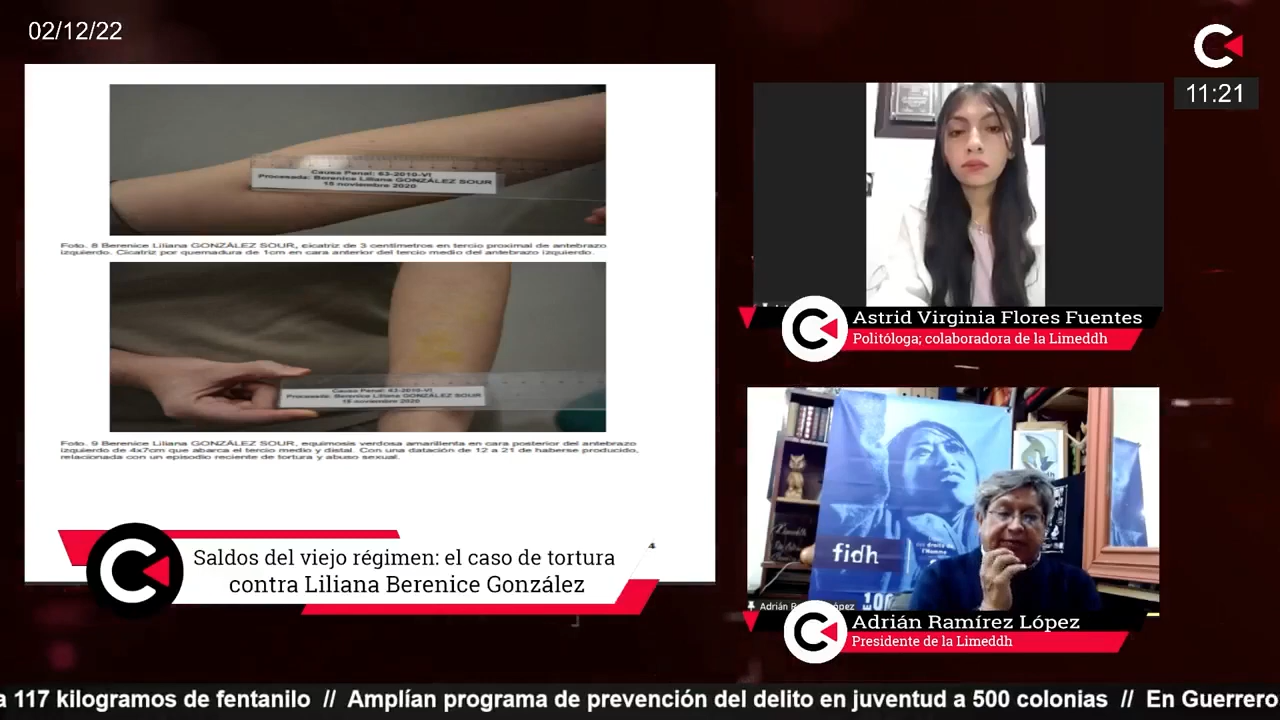 02/12/22
11:21
Causa Penal: 63-2010-VI
Procesada: Berenice Liliana GONZÁLEZ SOUR
15 noviembre 2020
Foto. 8 Berenice Liliana GONZÁLEZ SOUR, cicatriz de 3 centímetros en tercio proximal de antebrazo
izquierdo. Cicatriz por quemadura de 1cm en cara anterior del tercio medio del antebrazo izquierdo.
Causa Penal: 63-2010-VI
Procesada: Berenice Liliana GONZÁLEZ SOUR
15 noviembre 2020
Foto. 9 Berenice Liliana GONZÁLEZ SOUR, equimosis verdosa amarillenta en cara posterior del antebrazo
izquierdo de 4x7cm que abarca el tercio medio y distal. Con una datación de 12 a 21 de haberse producido,
relacionada con un episodio reciente de tortura y abuso sexual.
4
Saldos del viejo régimen: el caso de tortura
contra Liliana Berenice González
Astrid Virginia Flores Fuentes
Politóloga; colaboradora de la Limeddh
fidh
des droits de
l'Homme
100
Adrián Ramírez López
Presidente de la Limeddh
a 117 kilogramos de fentanilo // Amplían programa de prevención del delito en juventud a 500 colonias // En Guerrero